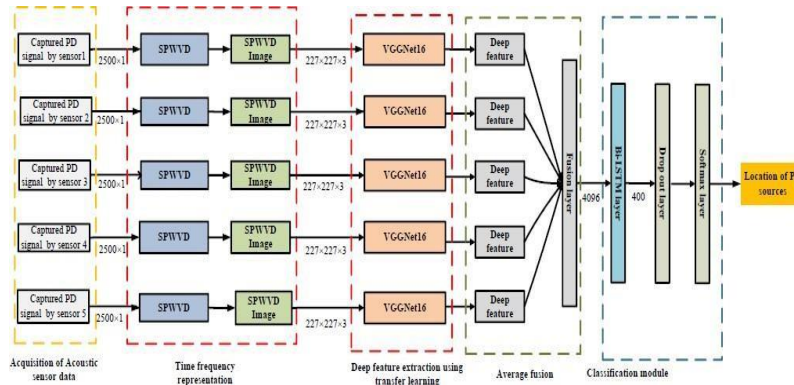 Captured PD
signal by sensor1
2500×1
SPWVD
SPWVD
Image
227×227×3
VGGNet16
Deep
feature
Captured PD
signal by sensor 2
2500×1
SPWVD
SPWVD
Image
227×227×3
VGGNet16
Deep
feature
Captured PD
signal by sensor 3
2500×1
SPWVD
SPWVD
Image
227×227×3
VGGNet16
Deep
feature
Captured PD
signal by sensor 4
2500×1
SPWVD
SPWVD
Image
227×227×3
VGGNet16
Deep
feature
Captured PD
signal by sensor 5
2500×1
SPWVD
SPWVD
Image
227×227×3
VGGNet16
Deep
feature
Fusion layer
4096
Bi-LSTM layer
400
Drop out layer
Softmax layer
Location of P
sources
Acquisition of Acoustic
sensor data
Time frequency
representation
Deep feature extraction using
transfer learning
Average fusion
Classification module